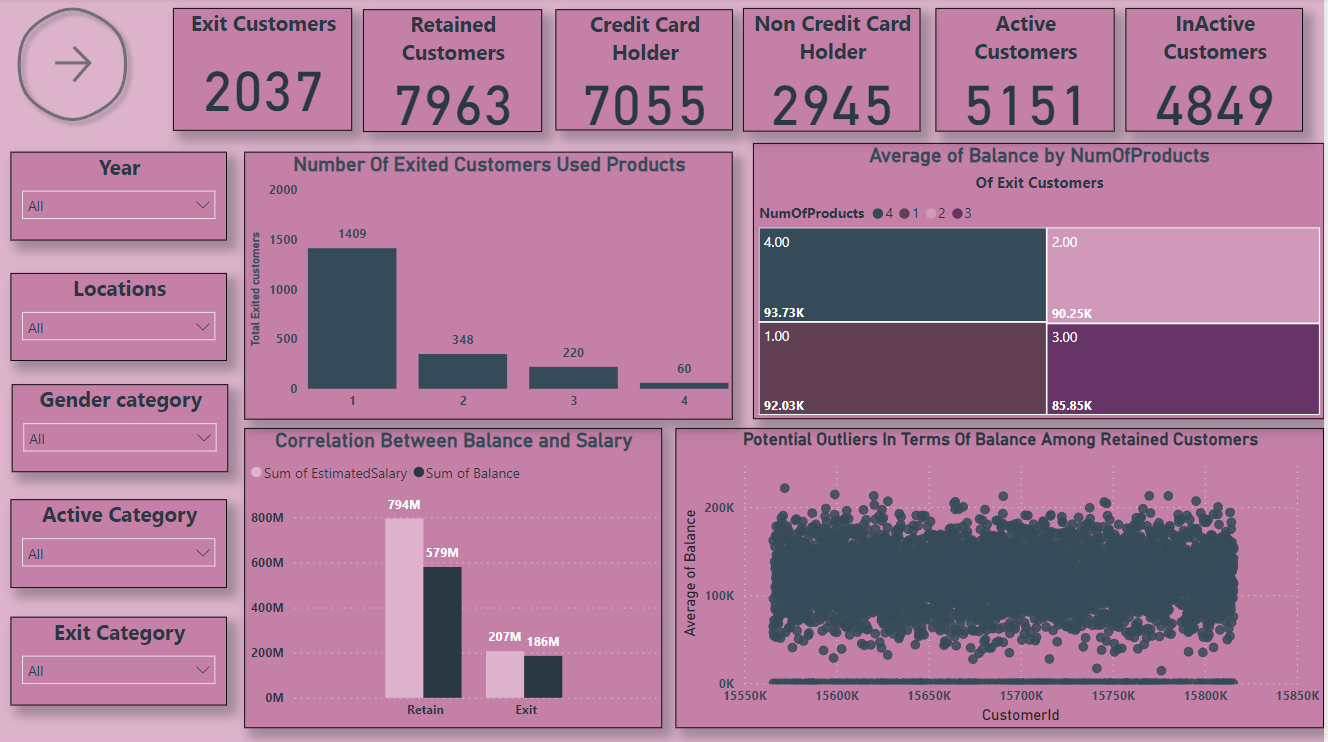 Exit Customers
2037
Retained
Customers
7963
Credit Card
Holder
7055
Non Credit Card
Holder
2945
Active
Customers
5151
InActive
Customers
4849
Year
All
Locations
All
Gender category
All
Active Category
All
Exit Category
All
Number Of Exited Customers Used Products
Total Exited customers
2000
1500
1000
500
0
1409
348
220
60
1
2
3
4
Average of Balance by NumOfProducts
Of Exit Customers
NumOfProducts 4 1 2 3
4.00
93.73K
2.00
90.25K
1.00
92.03K
3.00
85.85K
Correlation Between Balance and Salary
Sum of EstimatedSalary Sum of Balance
800M
600M
400M
200M
0M
794M
579M
207M
186M
Retain
Exit
Potential Outliers In Terms Of Balance Among Retained Customers
Average of Balance
200K
100K
0K
15550K
15600K
15650K
15700K
15750K
15800K
15850K
CustomerId